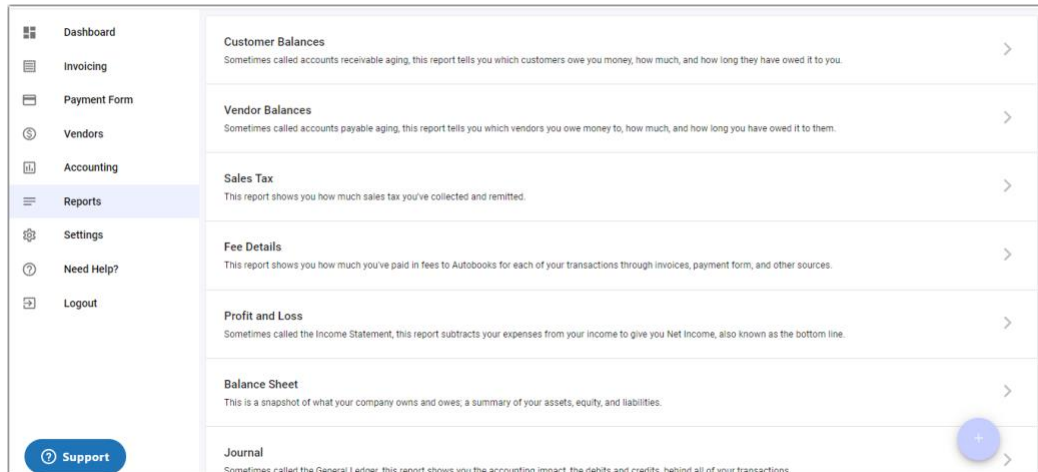 Dashboard
Invoicing
Payment Form
Vendors
Accounting
Reports
Settings
Need Help?
Logout
Support
Customer Balances
Sometimes called accounts receivable aging, this report tells you which customers owe you money, how much, and how long they have owed it to you.
Vendor Balances
Sometimes called accounts payable aging, this report tells you which vendors you owe money to, how much, and how long you have owed it to them.
Sales Tax
This report shows you how much sales tax you've collected and remitted.
Fee Details
This report shows you how much you've paid in fees to Autobooks for each of your transactions through invoices, payment form, and other sources.
Profit and Loss
Sometimes called the Income Statement, this report subtracts your expenses from your income to give you Net Income, also known as the bottom line.
Balance Sheet
This is a snapshot of what your company owns and owes; a summary of your assets, equity, and liabilities.
Journal
Sometimes called the General Ledger, this report shows you the accounting impact, the debits and credits, behind all of your transactions.